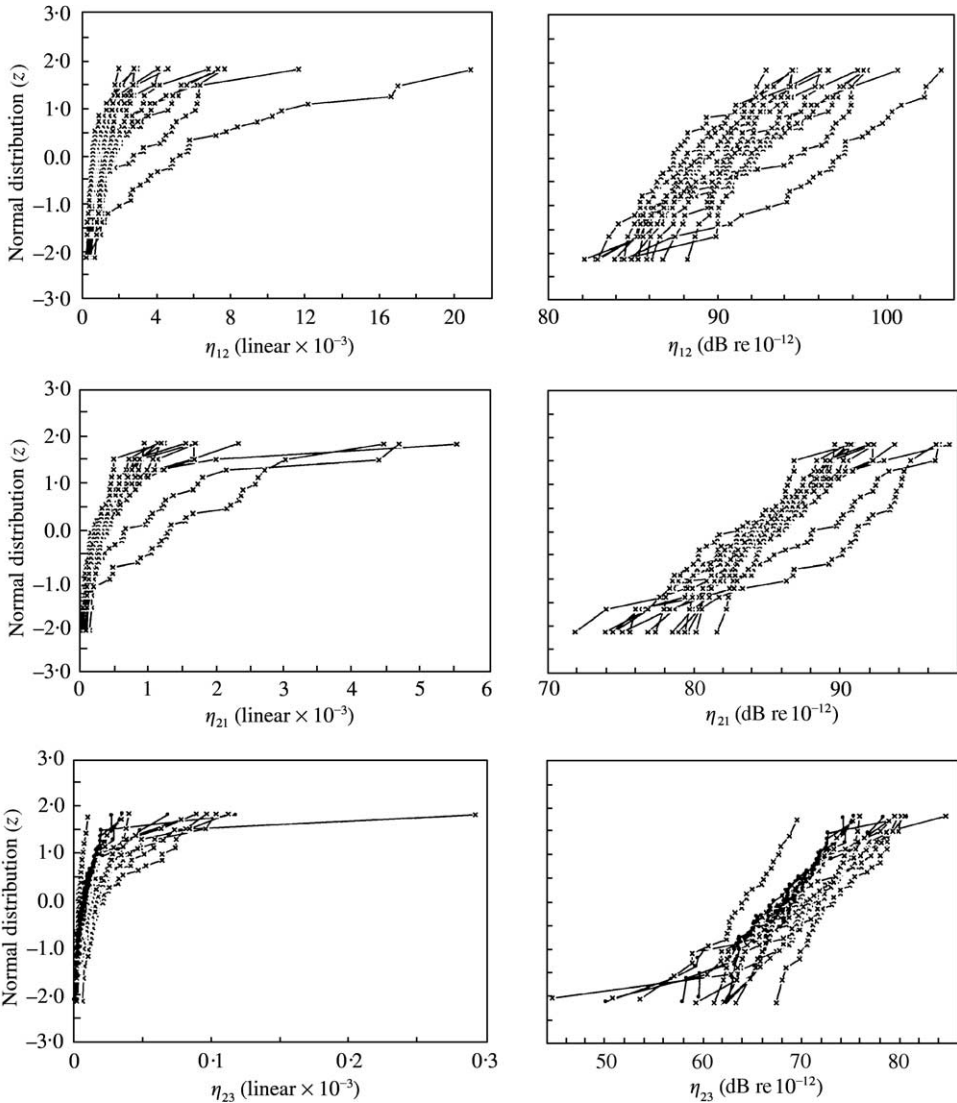 3·0
2·0
1·0
0.0
−1·0
−2·0
−3·0
Normal distribution (z)
0 4 8 12 16 20
η12 (linear × 10−3)
80 90 100
η12 (dB re 10−12)
3·0
2·0
1·0
0.0
−1·0
−2·0
−3·0
Normal distribution (z)
0 1 2 3 4 5 6
η21 (linear × 10−3)
70 80 90
η21 (dB re 10−12)
3·0
2·0
1·0
0.0
−1·0
−2·0
−3·0
Normal distribution (z)
0 0·1 0·2 0·3
η23 (linear × 10−3)
50 60 70 80
η23 (dB re 10−12)